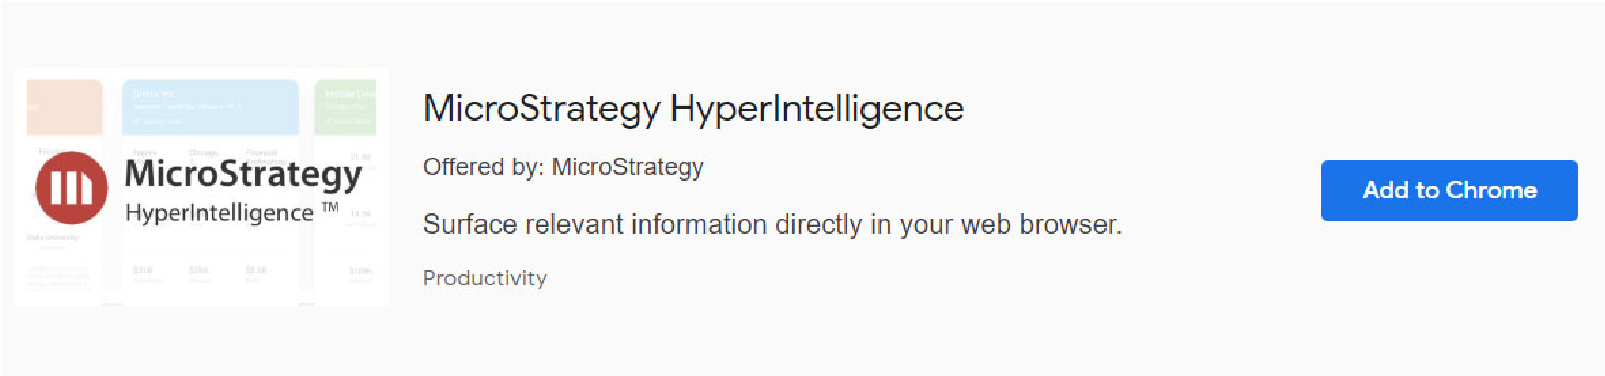 MicroStrategy HyperIntelligence
Offered by: MicroStrategy
Surface relevant information directly in your web browser.
Productivity
Add to Chrome
MicroStrategy
HyperIntelligence ™